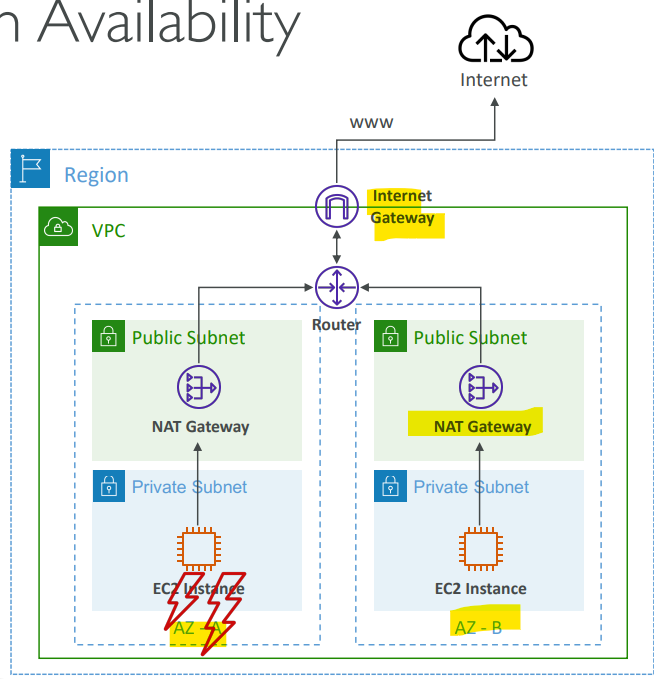 n Availability
Internet
www
Region
Internet
Gateway
VPC
Router
Public Subnet
Public Subnet
NAT Gateway
NAT Gateway
Private Subnet
Private Subnet
EC2 Instance
EC2 Instance
AZ - A
AZ - B